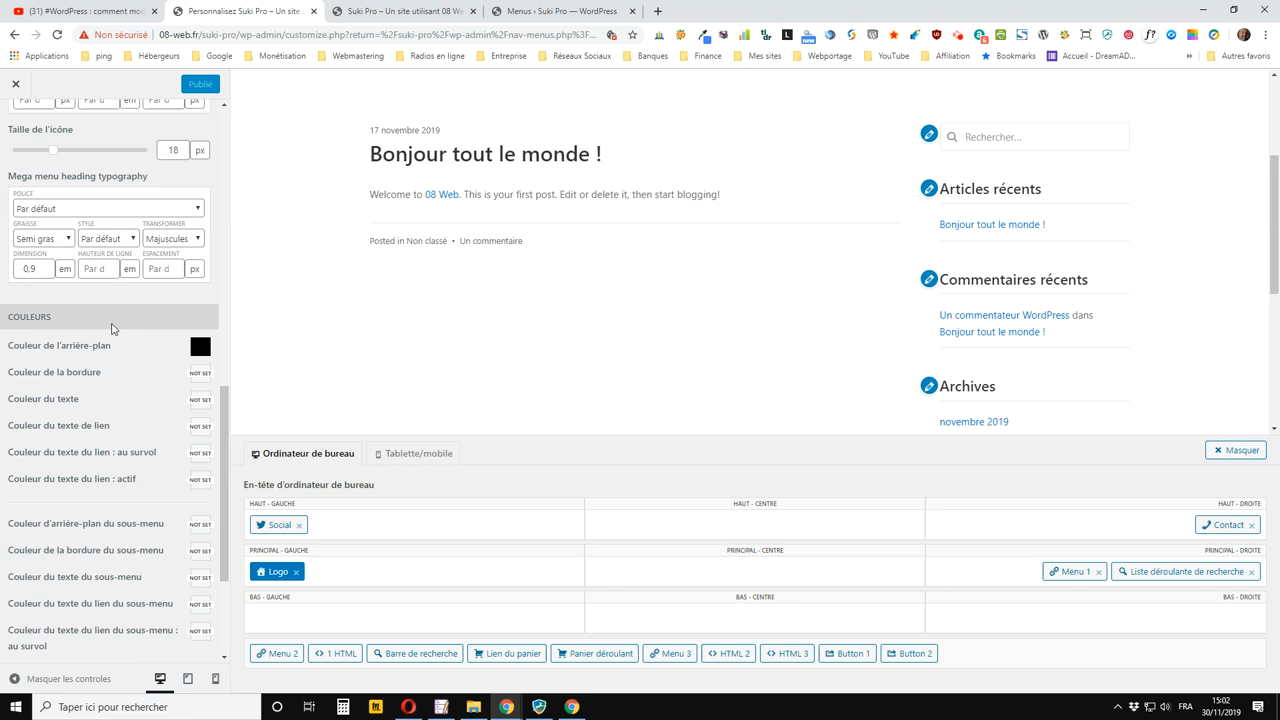 (31) #WordPress : comment mod
Personnalisez Suki Pro – Un site
Suki Pro – Un site utilisant 08 We
Menus ‹ Suki Pro — WordPress
Non sécurisé
08-web.fr/suki-pro/wp-admin/customize.php?return=%2Fsuki-pro%2Fwp-admin%2Fnav-menus.php%3F...
Applications
ping
Hébergeurs
Google
Monétisation
Webmastering
Radios en ligne
Entreprise
Réseaux Sociaux
Banques
Finance
Mes sites
Webportage
YouTube
Affiliation
Bookmarks
Accueil - DreamAD...
»
Autres favoris
Publié
Par d px Par d em Par d px
Taille de l'icône
18 px
Mega menu heading typography
POLICE
Par défaut
GRAISSE STYLE TRANSFORMER
Semi gras Par défaut Majuscules
DIMENSION HAUTEUR DE LIGNE ESPACEMENT
0,9 em Par d em Par d px
COULEURS
Couleur de l'arrière-plan
Couleur de la bordure NOT SET
Couleur du texte NOT SET
Couleur du texte de lien NOT SET
Couleur du texte du lien : au survol NOT SET
Couleur du texte du lien : actif NOT SET
Couleur d'arrière-plan du sous-menu NOT SET
Couleur de la bordure du sous-menu NOT SET
Couleur du texte du sous-menu NOT SET
Couleur du texte du lien du sous-menu NOT SET
Couleur du texte du lien du sous-menu : NOT SET
au survol
Masquer les controles
17 novembre 2019
Bonjour tout le monde !
Welcome to 08 Web. This is your first post. Edit or delete it, then start blogging!
Posted in Non classé • Un commentaire
Rechercher...
Articles récents
Bonjour tout le monde !
Commentaires récents
Un commentateur WordPress dans
Bonjour tout le monde !
Archives
novembre 2019
Ordinateur de bureau
Tablette/mobile
Masquer
En-tête d'ordinateur de bureau
HAUT - GAUCHE HAUT - CENTRE HAUT - DROITE
Social × Contact ×
PRINCIPAL - GAUCHE PRINCIPAL - CENTRE PRINCIPAL - DROITE
Logo × Menu 1 × Liste déroulante de recherche ×
BAS - GAUCHE BAS - CENTRE BAS - DROITE
Menu 2 1 HTML Barre de recherche Lien du panier Panier déroulant Menu 3 HTML 2 HTML 3 Button 1 Button 2
Taper ici pour rechercher
FRA
15:02
30/11/2019